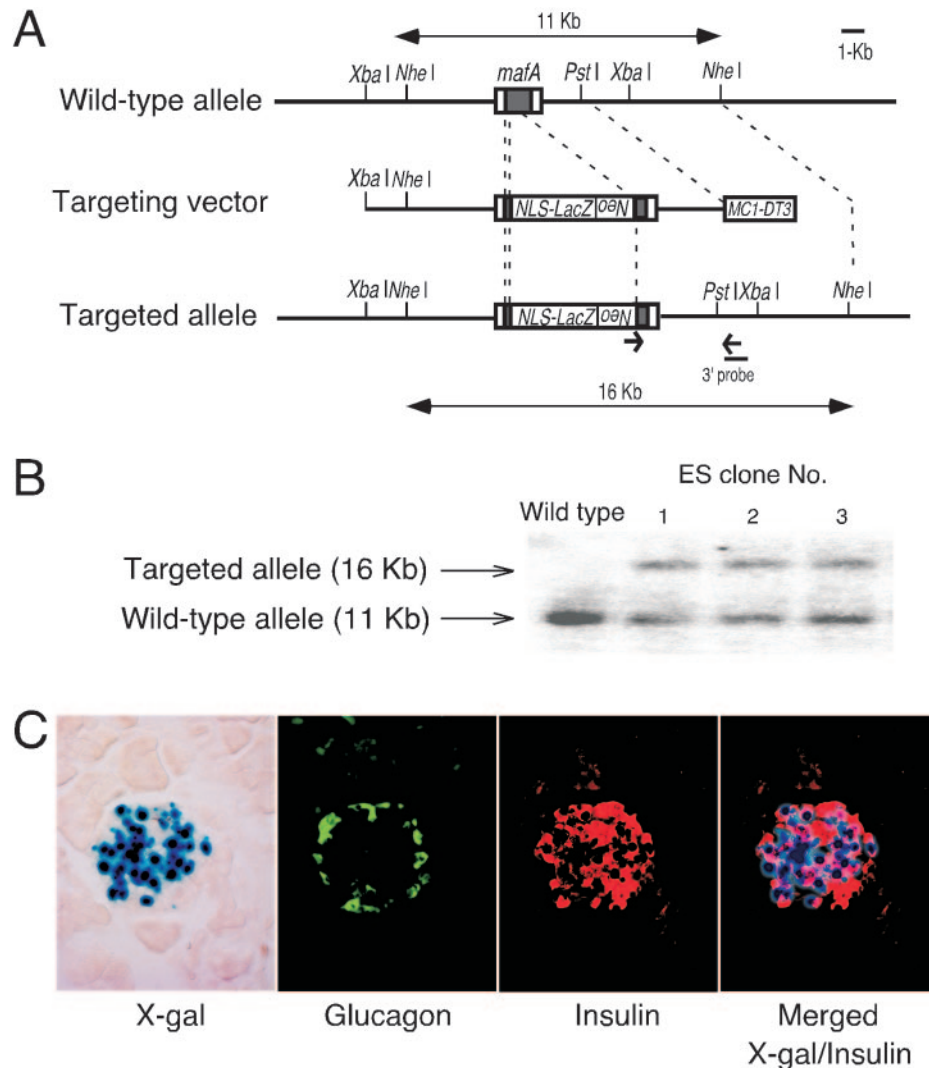 A
11 Kb
1-Kb
Xba I Nhe I mafA Pst I Xba I Nhe I
Wild-type allele
Xba I Nhe I
Targeting vector
NLS-LacZ Neo MC1-DT3
Xba I Nhe I Pst I Xba I Nhe I
Targeted allele
NLS-LacZ Neo
3' probe
16 Kb
B
ES clone No.
Wild type 1 2 3
Targeted allele (16 Kb)
Wild-type allele (11 Kb)
C
X-gal Glucagon Insulin Merged
X-gal/Insulin